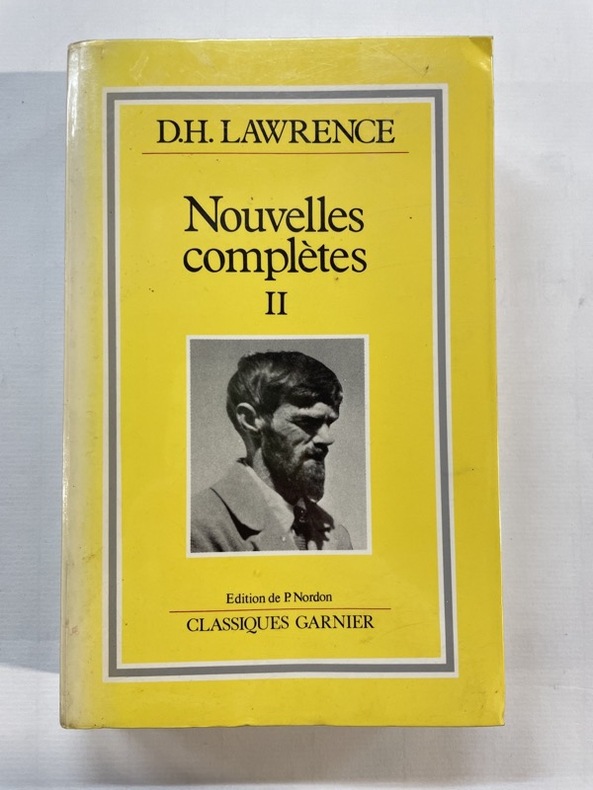 D.H. LAWRENCE
Nouvelles
complètes
II
Edition de P. Nordon
CLASSIQUES GARNIER